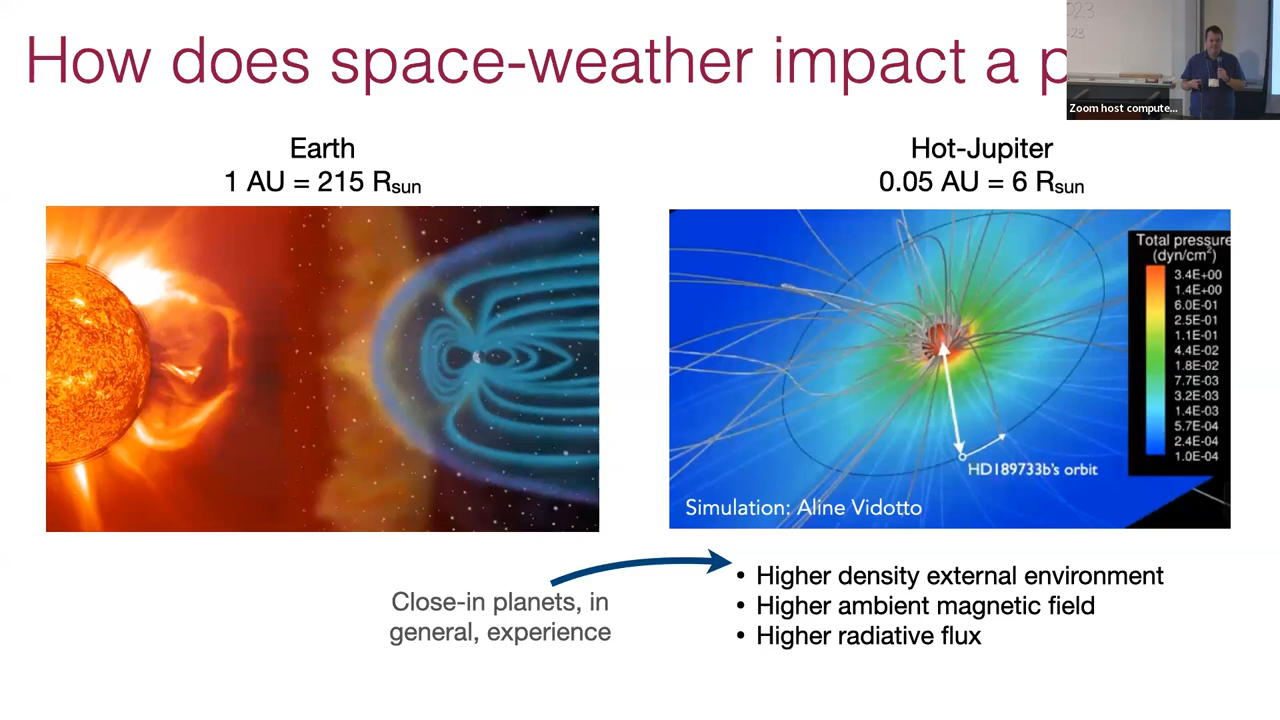 How does space-weather impact a p
Zoom host compute...
Earth
1 AU = 215 Rsun
Hot-Jupiter
0.05 AU = 6 Rsun
Total pressure
(dyn/cm²)
3.4E+00
1.4E+00
6.0E-01
2.5E-01
1.1E-01
4.4E-02
1.8E-02
7.7E-03
3.2E-03
1.4E-03
5.7E-04
2.4E-04
1.0E-04
HD189733b's orbit
Simulation: Aline Vidotto
Close-in planets, in
general, experience
• Higher density external environment
• Higher ambient magnetic field
• Higher radiative flux